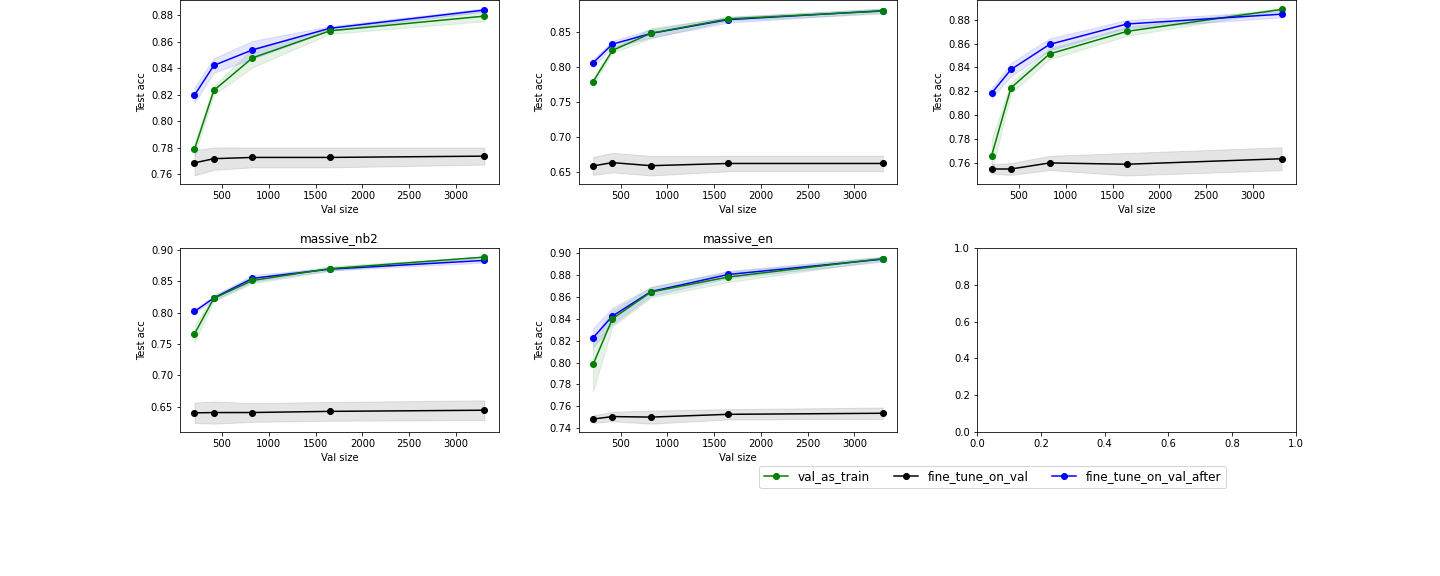 0.88
0.86
0.84
0.82
0.80
0.78
0.76
Test acc
500 1000 1500 2000 2500 3000
Val size
0.85
0.80
0.75
0.70
0.65
Test acc
500 1000 1500 2000 2500 3000
Val size
0.88
0.86
0.84
0.82
0.80
0.78
0.76
Test acc
500 1000 1500 2000 2500 3000
Val size
massive_nb2
0.90
0.85
0.80
0.75
0.70
0.65
Test acc
500 1000 1500 2000 2500 3000
Val size
massive_en
0.90
0.88
0.86
0.84
0.82
0.80
0.78
0.76
0.74
Test acc
500 1000 1500 2000 2500 3000
Val size
1.0
0.8
0.6
0.4
0.2
0.0
0.0 0.2 0.4 0.6 0.8 1.0
val_as_train fine_tune_on_val fine_tune_on_val_after